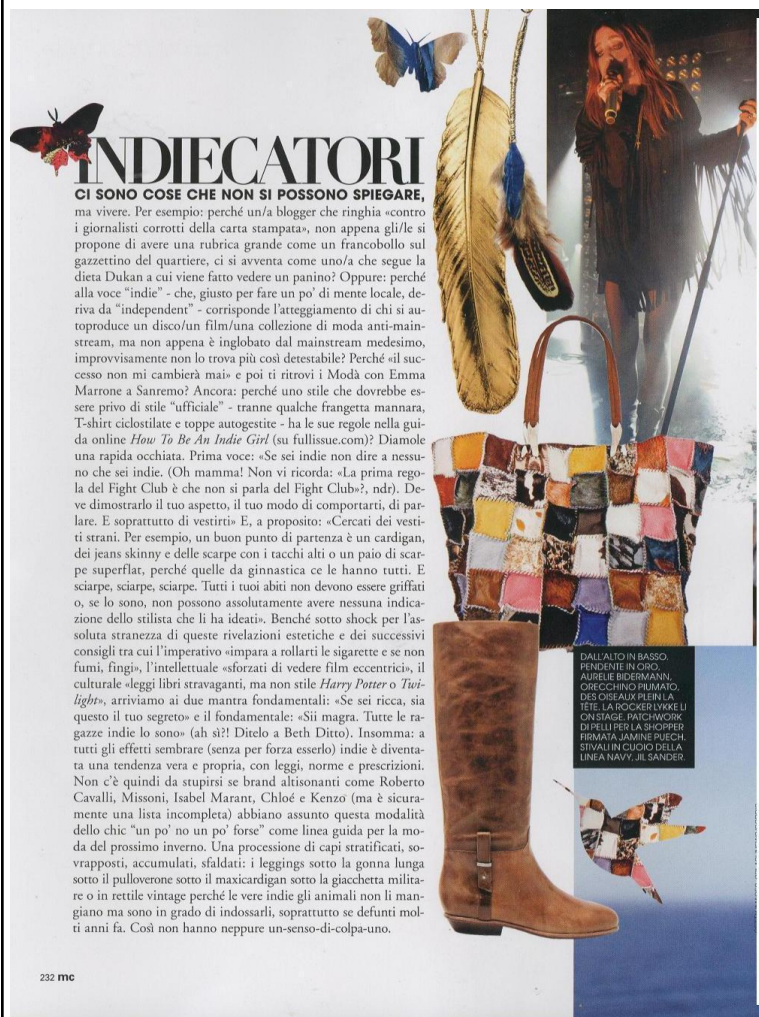 INDIECATORI
CI SONO COSE CHE NON SI POSSONO SPIEGARE,
ma vivere. Per esempio: perché un/a blogger che ringhia «contro
i giornalisti corrotti della carta stampata», non appena gli/le si
propone di avere una rubrica grande come un francobollo sul
gazzettino del quartiere, ci si avventa come uno/a che segue la
dieta Dukan a cui viene fatto vedere un panino? Oppure: perché
alla voce “indie” - che, giusto per fare un po’ di mente locale, de-
riva da “independent” - corrisponde l’atteggiamento di chi si au-
toproduce un disco/un film/una collezione di moda anti-main-
stream, ma non appena è inglobato dal mainstream medesimo,
improvvisamente non lo trova più così detestabile? Perché «il suc-
cesso non mi cambierà mai» e poi ti ritrovi i Modà con Emma
Marrone a Sanremo? Ancora: perché uno stile che dovrebbe es-
sere privo di stile “ufficiale” - tranne qualche frangetta mannara,
T-shirt ciclostilate e toppe autogestite - ha le sue regole nella gui-
da online How To Be An Indie Girl (su fullissue.com)? Diamole
una rapida occhiata. Prima voce: «Se sei indie non dire a nessu-
no che sei indie. (Oh mamma! Non vi ricorda: «La prima rego-
la del Fight Club è che non si parla del Fight Club»?, ndr). De-
ve dimostrarlo il tuo aspetto, il tuo modo di comportarti, di par-
lare. E soprattutto di vestirti» E, a proposito: «Cercati dei vesti-
ti strani. Per esempio, un buon punto di partenza è un cardigan,
dei jeans skinny e delle scarpe con i tacchi alti o un paio di scar-
pe superflat, perché quelle da ginnastica ce le hanno tutti. E
sciarpe, sciarpe, sciarpe. Tutti i tuoi abiti non devono essere griffati
o, se lo sono, non possono assolutamente avere nessuna indica-
zione dello stilista che li ha ideati». Benché sotto shock per l’as-
soluta stranezza di queste rivelazioni estetiche e dei successivi
consigli tra cui l’imperativo «impara a rollarti le sigarette e se non
fumi, fingi», l’intellettuale «sforzati di vedere film eccentrici», il
culturale «leggi libri stravaganti, ma non stile Harry Potter o Twi-
light», arriviamo ai due mantra fondamentali: «Se sei ricca, sia
questo il tuo segreto» e il fondamentale: «Sii magra. Tutte le ra-
gazze indie lo sono» (ah sì?! Ditelo a Beth Ditto). Insomma: a
tutti gli effetti sembrare (senza per forza esserlo) indie è diventa-
ta una tendenza vera e propria, con leggi, norme e prescrizioni.
Non c’è quindi da stupirsi se brand altisonanti come Roberto
Cavalli, Missoni, Isabel Marant, Chloé e Kenzo (ma è sicura-
mente una lista incompleta) abbiano assunto questa modalità
dello chic “un po’ no un po’ forse” come linea guida per la mo-
da del prossimo inverno. Una processione di capi stratificati, so-
vrapposti, accumulati, sfaldati: i leggings sotto la gonna lunga
sotto il pulloverone sotto il maxicardigan sotto la giacchetta milita-
re o in rettile vintage perché le vere indie gli animali non li man-
giano ma sono in grado di indossarli, soprattutto se defunti mol-
ti anni fa. Così non hanno neppure un-senso-di-colpa-uno.
DALL’ALTO IN BASSO.
PENDENTE IN ORO,
AURELIE BIDERMANN,
ORECCHINO PIUMATO,
DES OISEAUX PLEIN LA
TÊTE. LA ROCKER LYKKE LI
ON STAGE. PATCHWORK
DI PELLI PER LA SHOPPER
FIRMATA JAMINE PUECH.
STIVALI IN CUOIO DELLA
LINEA NAVY, JIL SANDER.
232 mc